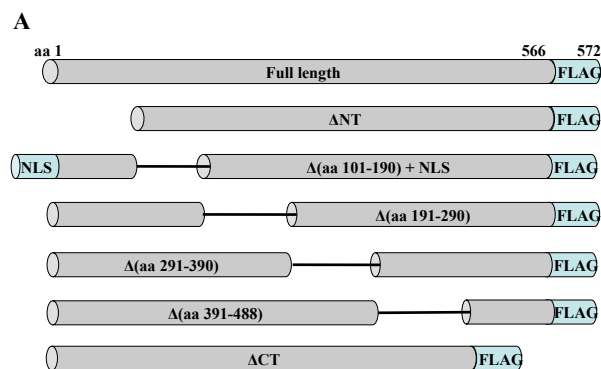 A
aa 1 566 572
Full length FLAG
ΔNT FLAG
NLS Δ(aa 101-190) + NLS FLAG
Δ(aa 191-290) FLAG
Δ(aa 291-390) FLAG
Δ(aa 391-488) FLAG
ΔCT FLAG